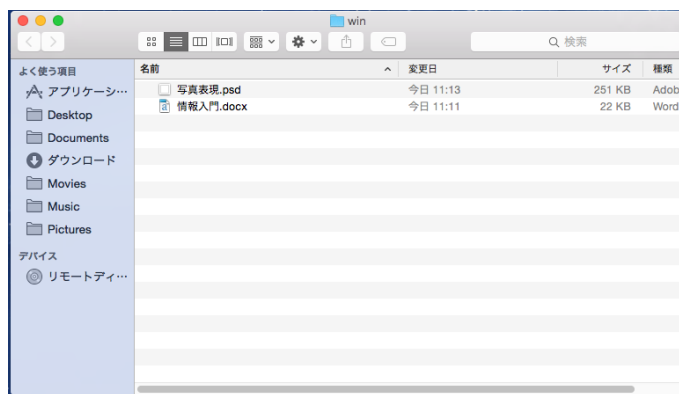 win
検索
よく使う項目
名前 変更日 サイズ 種類
アプリケーシ…
写真表現.psd 今日 11:13 251 KB Adob
情報入門.docx 今日 11:11 22 KB Word
Desktop
Documents
ダウンロード
Movies
Music
Pictures
デバイス
リモートディ…